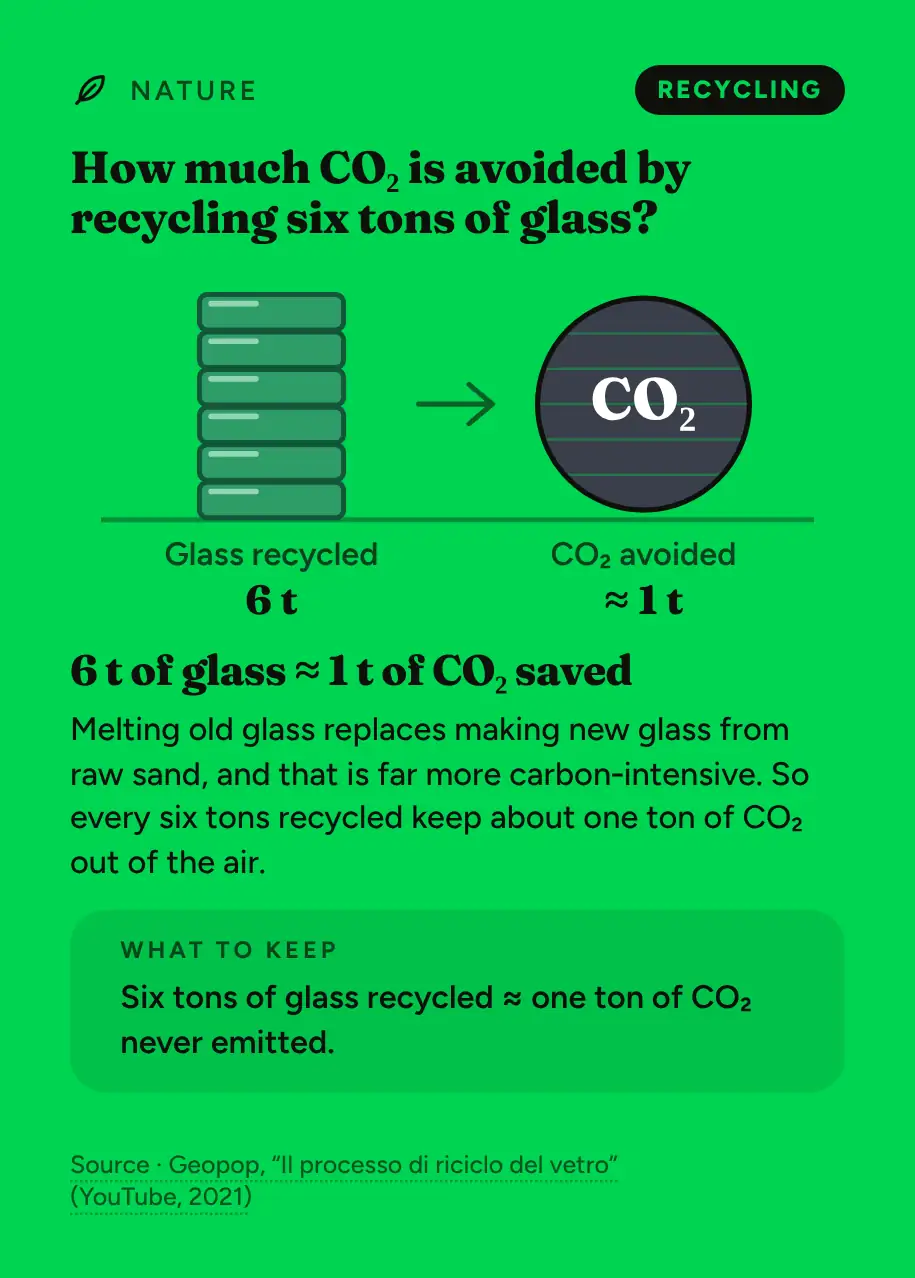 NATURE
RECYCLING
How much CO₂ is avoided by
recycling six tons of glass?
CO₂
Glass recycled
6 t
CO₂ avoided
≈ 1 t
6 t of glass ≈ 1 t of CO₂ saved
Melting old glass replaces making new glass from
raw sand, and that is far more carbon-intensive. So
every six tons recycled keep about one ton of CO₂
out of the air.
WHAT TO KEEP
Six tons of glass recycled ≈ one ton of CO₂
never emitted.
Source · Geopop, “Il processo di riciclo del vetro”
(YouTube, 2021)